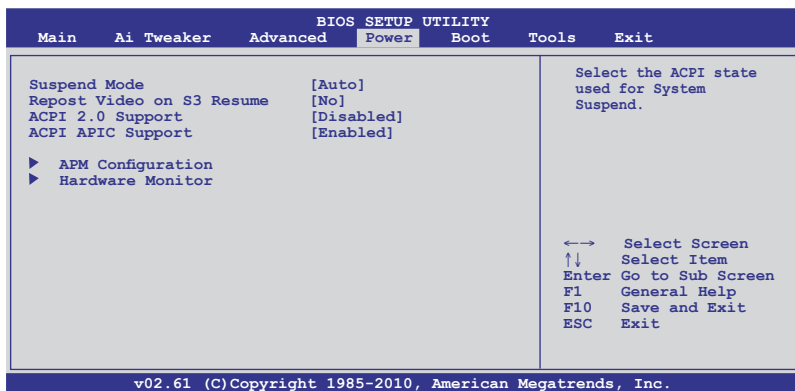 BIOS SETUP UTILITY
Main Ai Tweaker Advanced Power Boot Tools Exit
Suspend Mode [Auto]
Repost Video on S3 Resume [No]
ACPI 2.0 Support [Disabled]
ACPI APIC Support [Enabled]
APM Configuration
Hardware Monitor
Select the ACPI state
used for System
Suspend.
←→ Select Screen
↑↓ Select Item
Enter Go to Sub Screen
F1 General Help
F10 Save and Exit
ESC Exit
v02.61 (C)Copyright 1985-2010, American Megatrends, Inc.